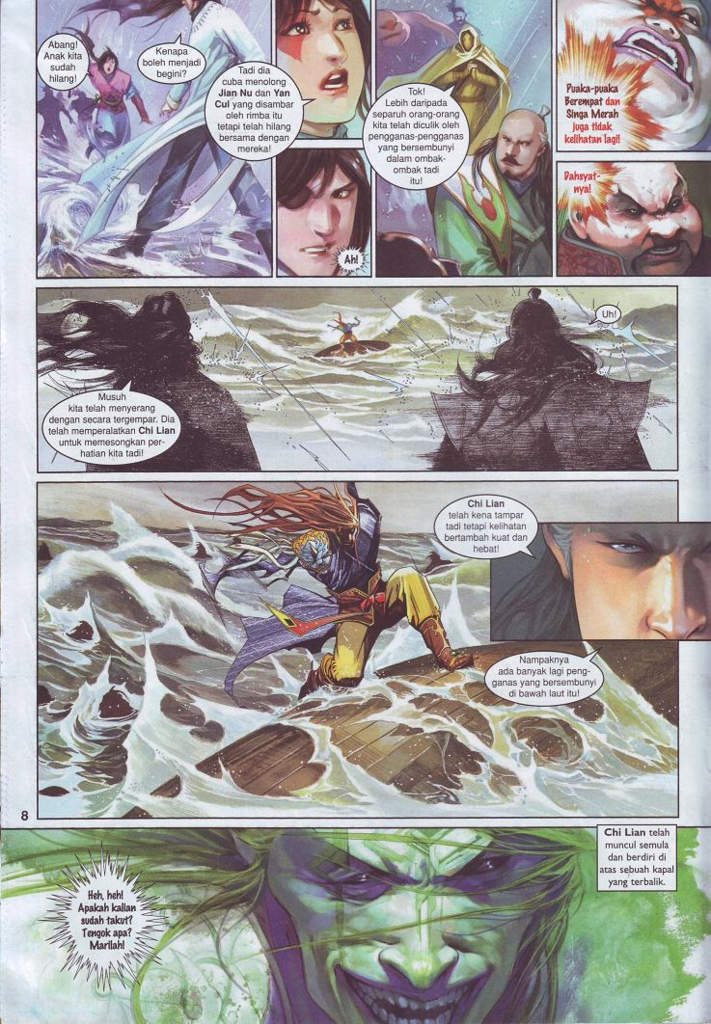 Abang!
Anak kita
sudah
hilang!
Kenapa
boleh menjadi
begini?
Tadi dia
cuba menolong
Jian Nu dan Yan
Cul yang disambar
oleh rimba itu
tetapi telah hilang
bersama dengan
mereka!
Ah!
Tok!
Lebih daripada
separuh orang-orang
kita telah diculik oleh
pengganas-pengganas
yang bersembunyi
dalam ombak-
ombak tadi
itu!
Puaka-puaka
Berempat dan
Singa Merah
juga tidak
kelihatan lagi!
Dahsyat-
nya!
Musuh
kita telah menyerang
dengan secara tergempar. Dia
telah memperalatkan Chi Lian
untuk memesongkan per-
hatian kita tadi!
Uh!
Chi Lian
telah kena tampar
tadi tetapi kelihatan
bertambah kuat dan
hebat!
Nampaknya
ada banyak lagi peng-
ganas yang bersembunyi
di bawah laut itu!
8
Chi Lian telah
muncul semula
dan berdiri di
atas sebuah kapal
yang terbalik.
Heh, heh!
Apakah kalian
sudah takut?
Tengok apa?
Marilah!